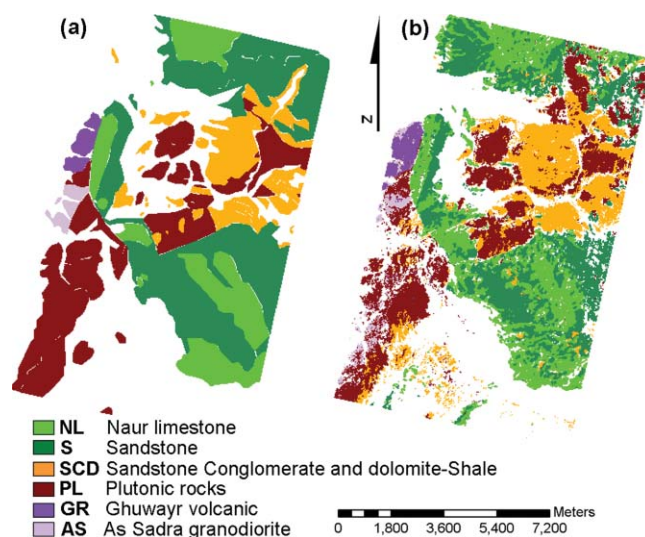 (a)
(b)
Z
NL Naur limestone
S Sandstone
SCD Sandstone Conglomerate and dolomite-Shale
PL Plutonic rocks
GR Ghuwayr volcanic
AS As Sadra granodiorite
Meters
0 1,800 3,600 5,400 7,200